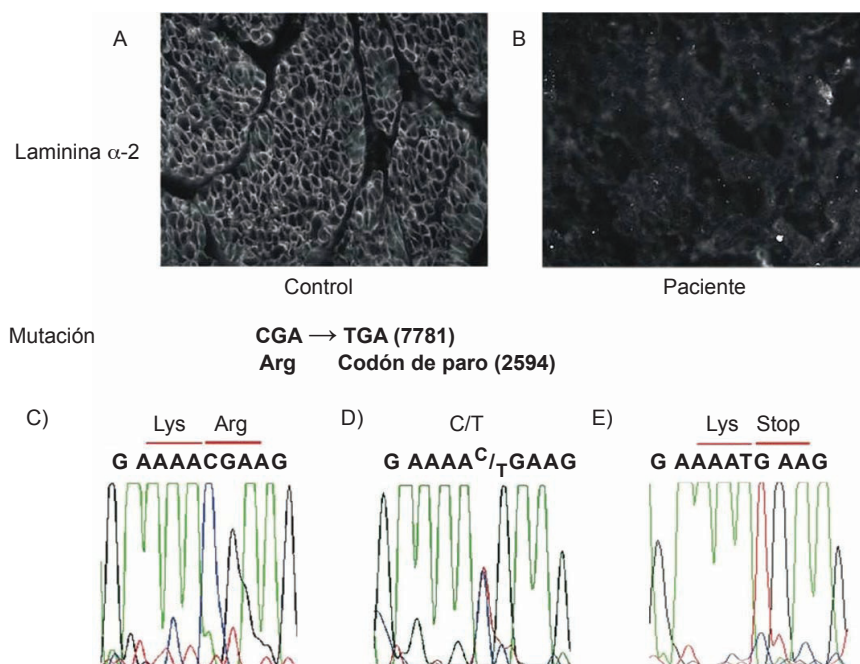 A
B
Laminina α-2
Control
Paciente
Mutación
CGA → TGA (7781)
Arg Codón de paro (2594)
C)
Lys Arg
G AAAACGAAG
D)
C/T
G AAAAC/TGAAG
E)
Lys Stop
G AAAATG AAG